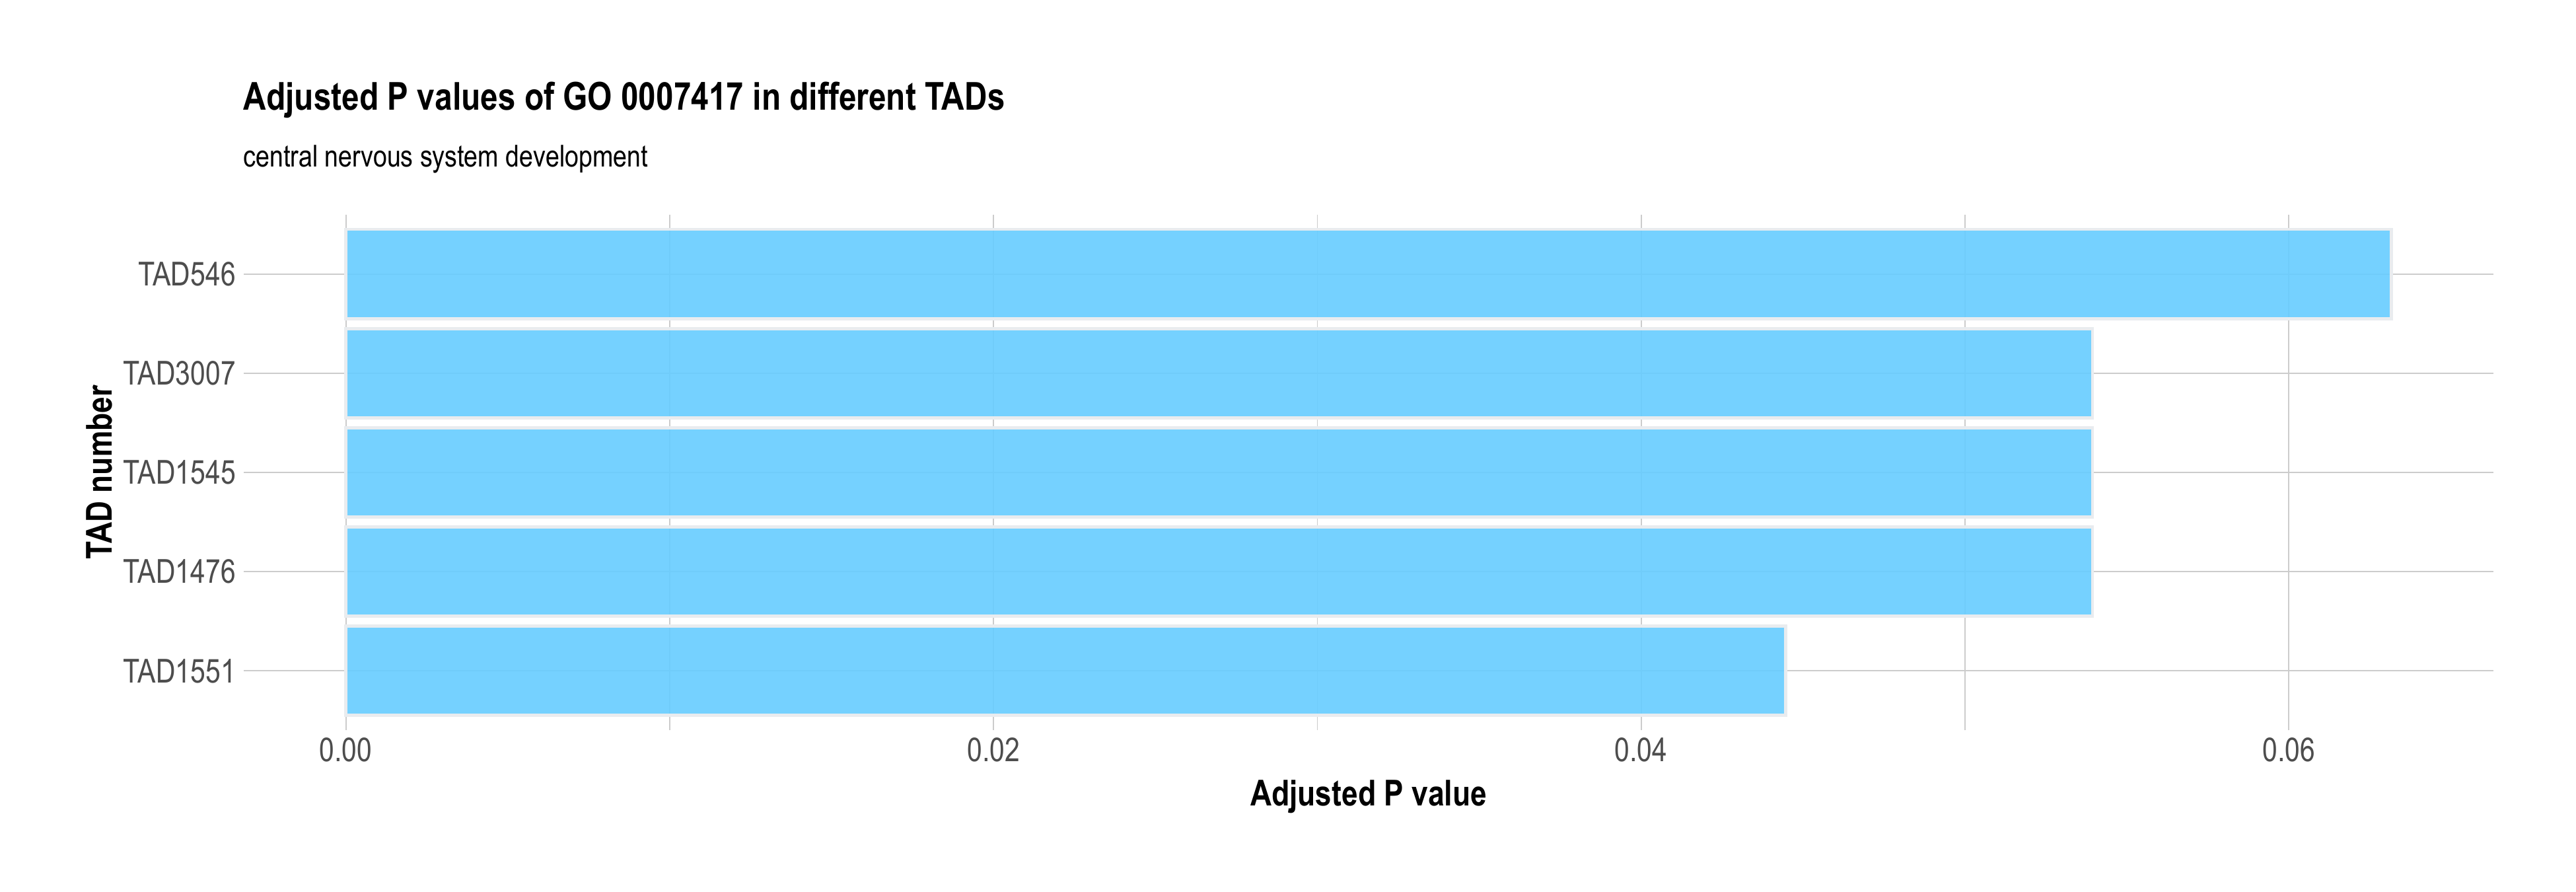 Adjusted P values of GO 0007417 in different TADs
central nervous system development
TAD number
TAD546
TAD3007
TAD1545
TAD1476
TAD1551
0.00 0.02 0.04 0.06
Adjusted P value